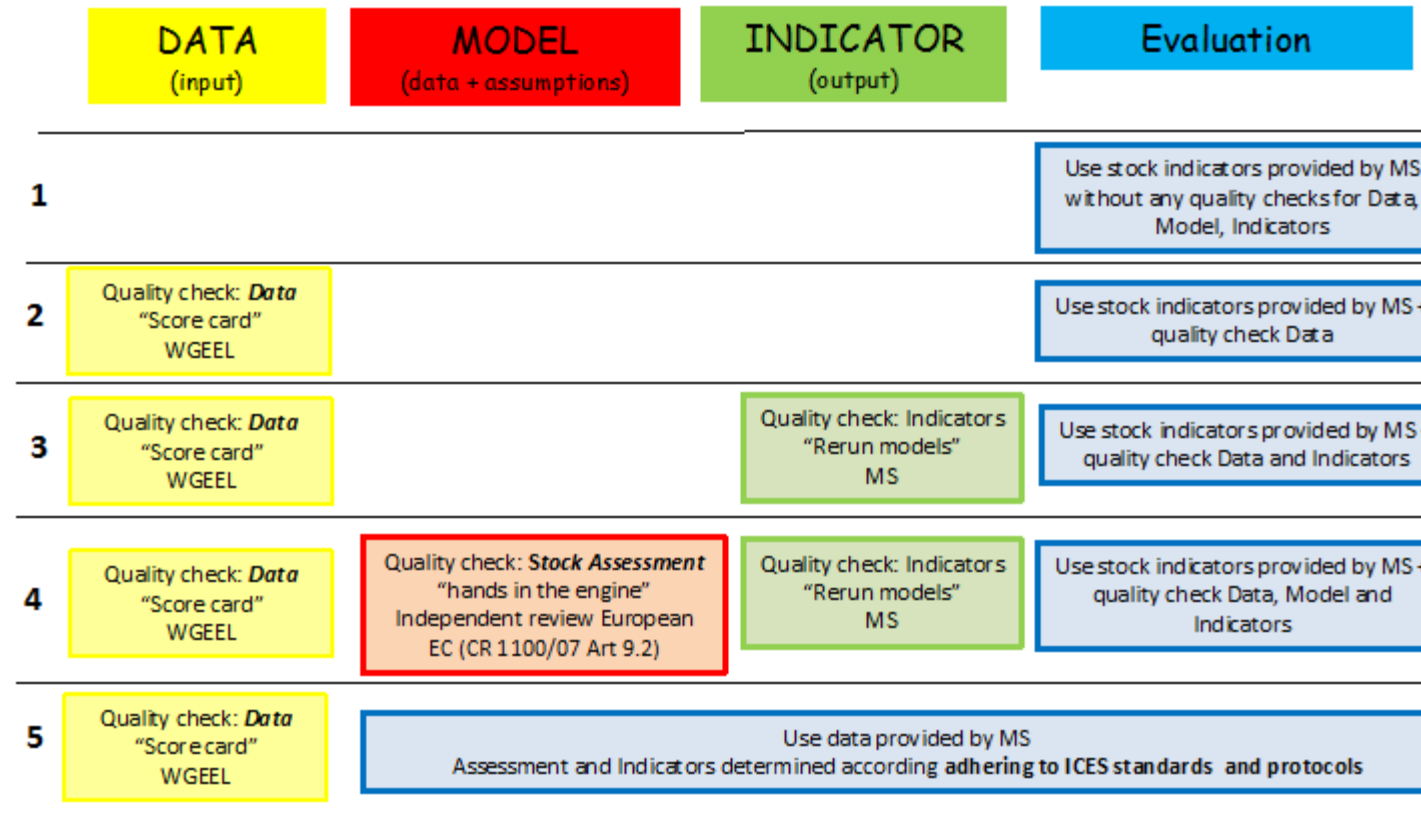 DATA
(input)
MODEL
(data + assumptions)
INDICATOR
(output)
Evaluation
1
Use stock indicators provided by MS
without any quality checks for Data,
Model, Indicators
2
Quality check: Data
“Score card”
WGEEL
Use stock indicators provided by MS
quality check Data
3
Quality check: Data
“Score card”
WGEEL
Quality check: Indicators
“Rerun models”
MS
Use stock indicators provided by MS
quality check Data and Indicators
4
Quality check: Data
“Score card”
WGEEL
Quality check: Stock Assessment
“hands in the engine”
Independent review European
EC (CR 1100/07 Art 9.2)
Quality check: Indicators
“Rerun models”
MS
Use stock indicators provided by MS
quality check Data, Model and
Indicators
5
Quality check: Data
“Score card”
WGEEL
Use data provided by MS
Assessment and Indicators determined according adhering to ICES standards and protocols